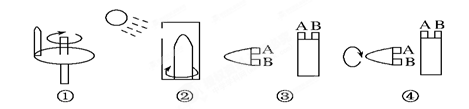 A B A B
A A
B B
① ② ③ ④